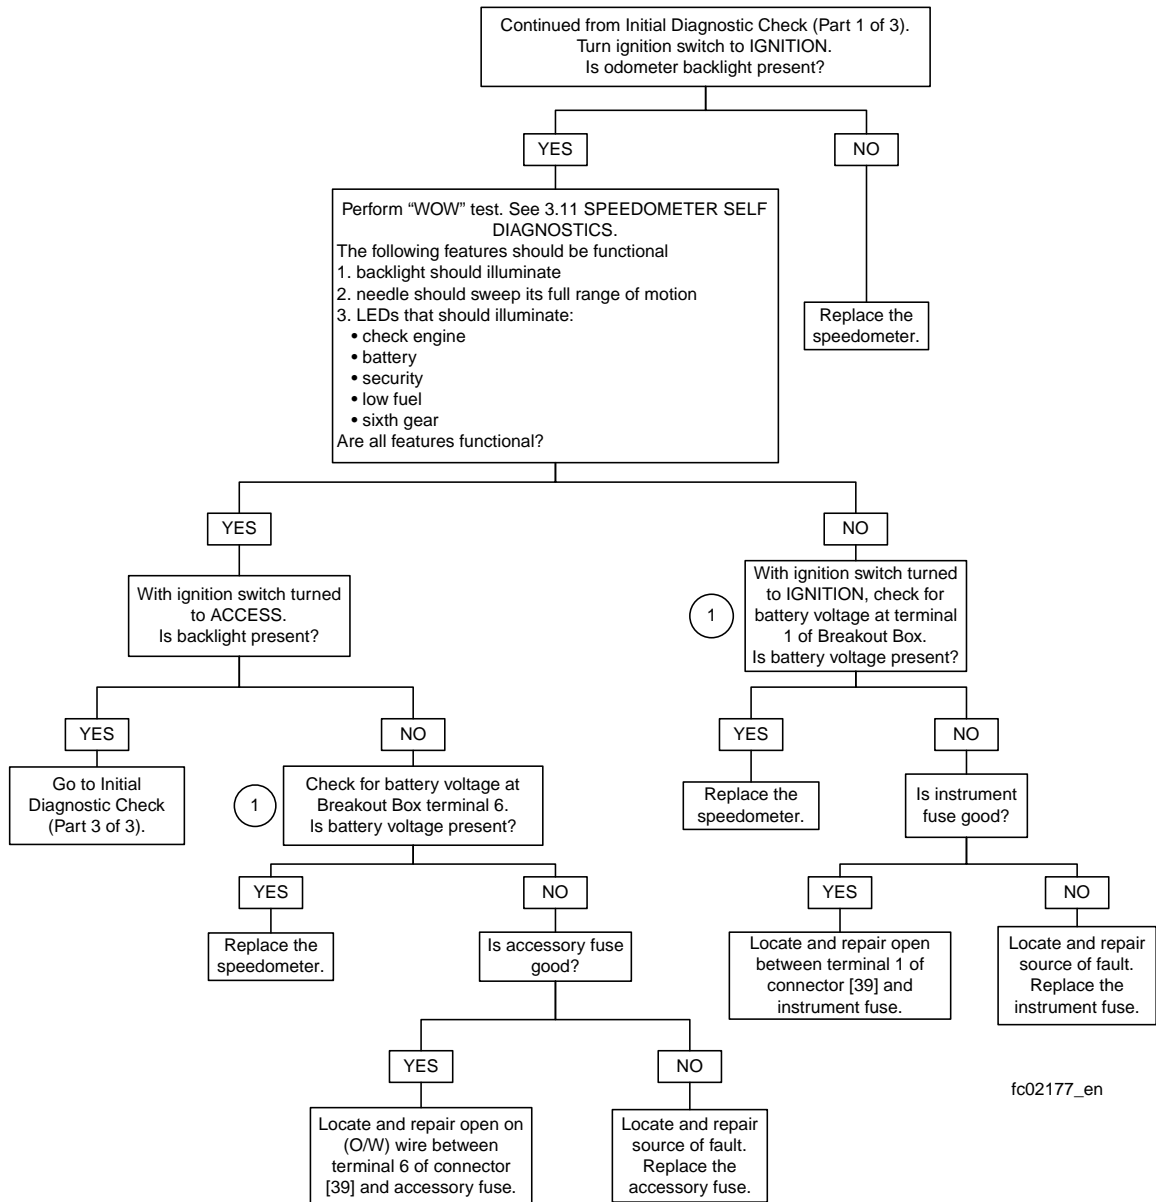 Continued from Initial Diagnostic Check (Part 1 of 3).
Turn ignition switch to IGNITION.
Is odometer backlight present?
YES
NO
Perform “WOW” test. See 3.11 SPEEDOMETER SELF
DIAGNOSTICS.
The following features should be functional
1. backlight should illuminate
2. needle should sweep its full range of motion
3. LEDs that should illuminate:
• check engine
• battery
• security
• low fuel
• sixth gear
Are all features functional?
Replace the
speedometer.
YES
NO
With ignition switch turned
to ACCESS.
Is backlight present?
1
With ignition switch turned
to IGNITION, check for
battery voltage at terminal
1 of Breakout Box.
Is battery voltage present?
YES
NO
YES
NO
Go to Initial
Diagnostic Check
(Part 3 of 3).
1
Check for battery voltage at
Breakout Box terminal 6.
Is battery voltage present?
Replace the
speedometer.
Is instrument
fuse good?
YES
NO
YES
NO
Replace the
speedometer.
Is accessory fuse
good?
Locate and repair open
between terminal 1 of
connector [39] and
instrument fuse.
Locate and repair
source of fault.
Replace the
instrument fuse.
YES
NO
Locate and repair open on
(O/W) wire between
terminal 6 of connector
[39] and accessory fuse.
Locate and repair
source of fault.
Replace the
accessory fuse.
fc02177_en